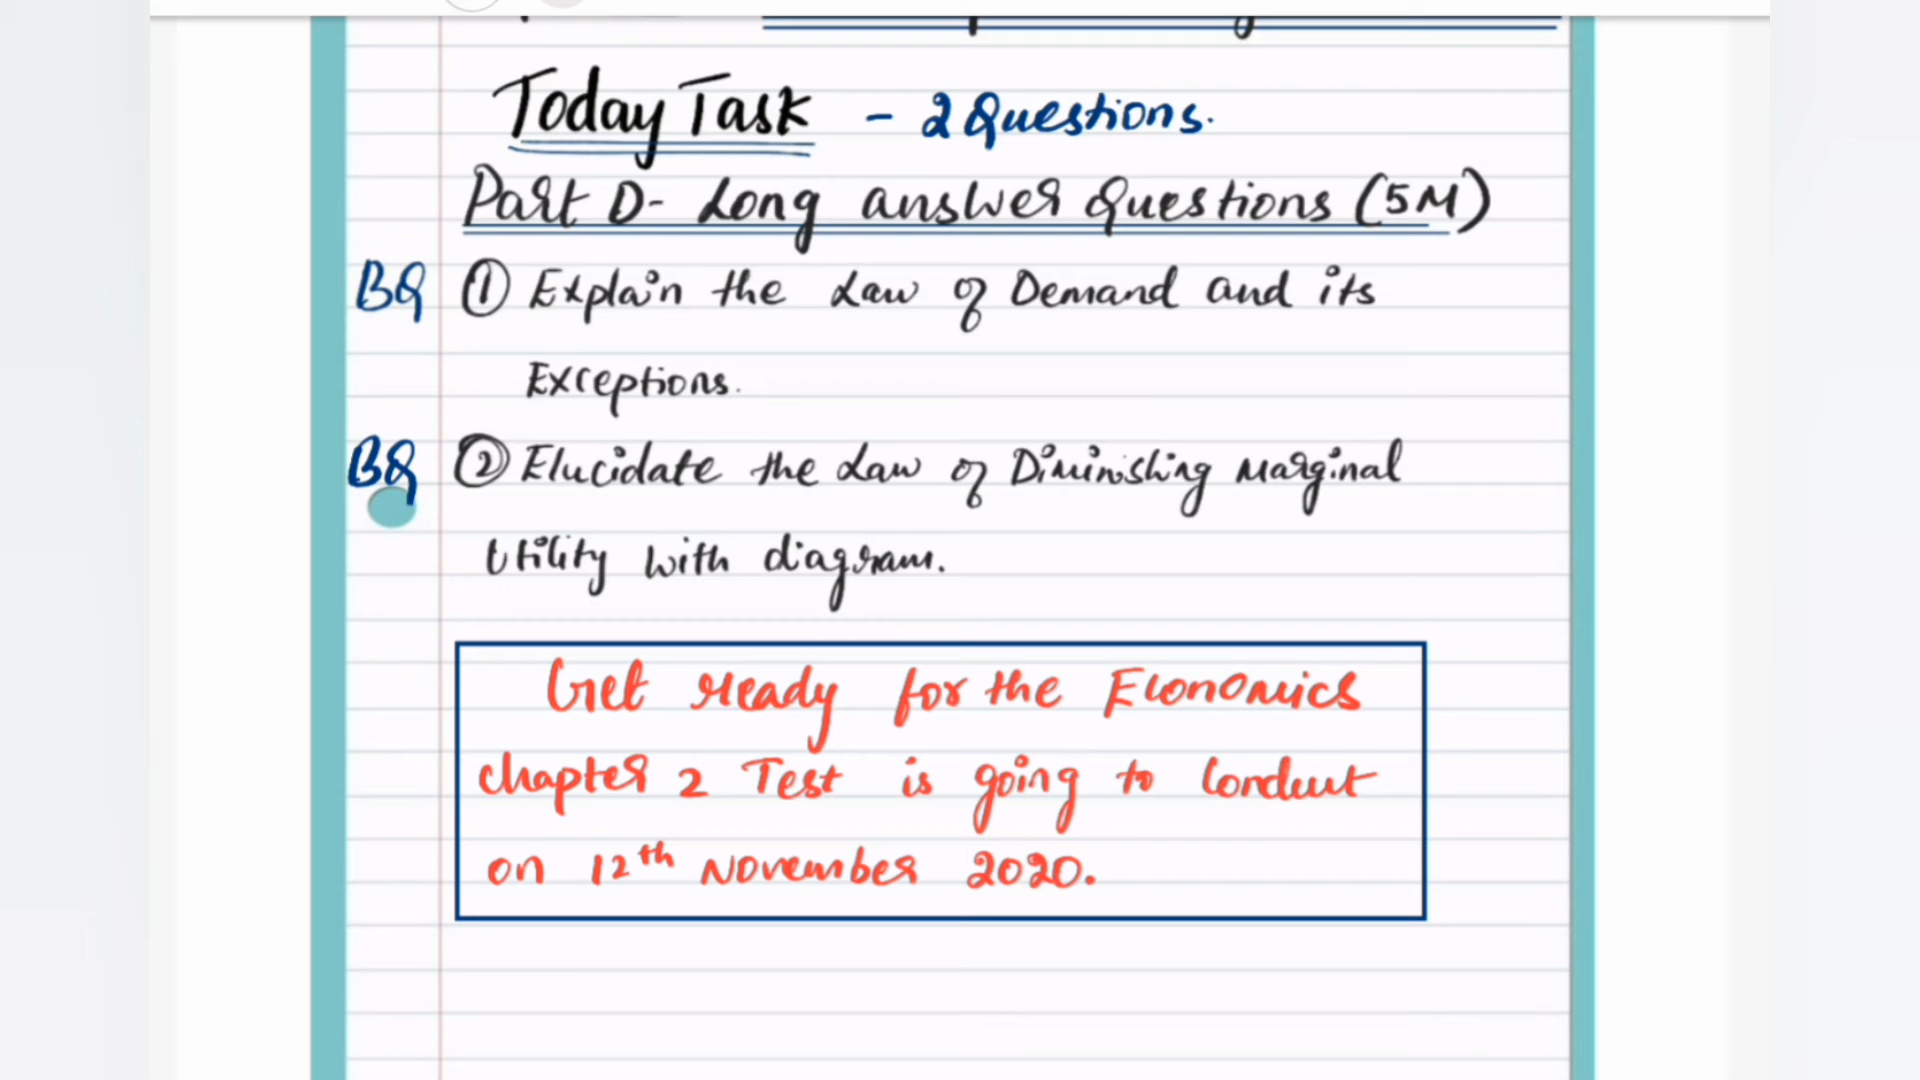 Today Task - 2 Questions.
Part D- Long answer questions (5M)
BQ ① Explain the Law of Demand and its
Exceptions.
BQ ② Elucidate the Law of Diminishing Marginal
Utility with diagram.
Get ready for the Economics
chapter 2 Test is going to Conduct
on 12th November 2020.